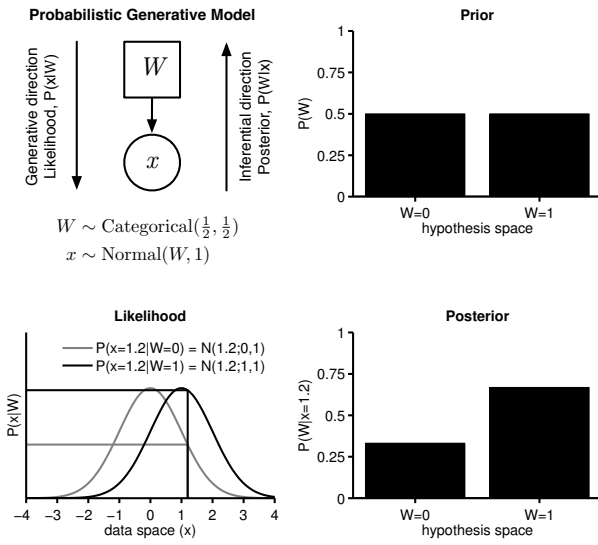 Probabilistic Generative Model
Generative direction
Likelihood, P(x|W)
W
x
Inferential direction
Posterior, P(W|x)
W ∼ Categorical(1/2, 1/2)
x ∼ Normal(W, 1)
Prior
P(W)
1
0.75
0.5
0.25
0
W=0 W=1
hypothesis space
Likelihood
P(x=1.2|W=0) = N(1.2;0,1)
P(x=1.2|W=1) = N(1.2;1,1)
P(x|W)
−4 −3 −2 −1 0 1 2 3 4
data space (x)
Posterior
P(W|x=1.2)
1
0.75
0.5
0.25
0
W=0 W=1
hypothesis space